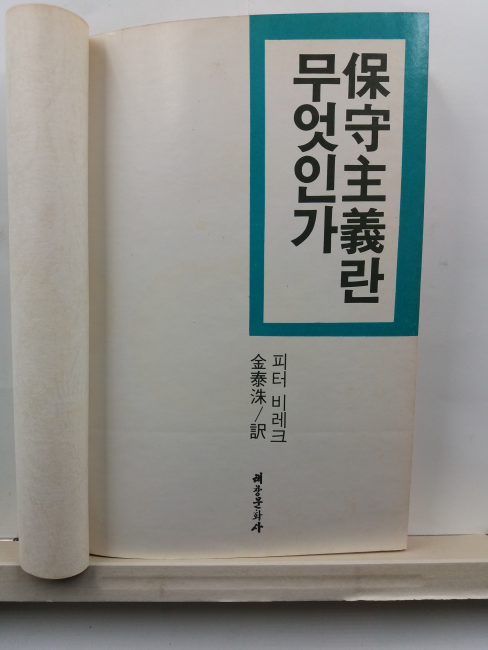 保守主義란
무엇인가
피터 비레크
金泰洙/訳
태창문화사